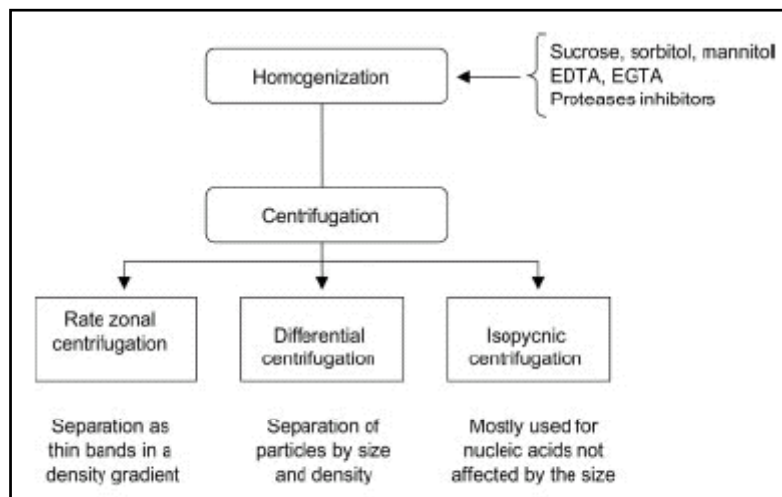 Homogenization
Sucrose, sorbitol, mannitol
EDTA, EGTA
Proteases inhibitors
Centrifugation
Rate zonal
centrifugation
Differential
centrifugation
Isopycnic
centrifugation
Separation as
thin bands in a
density gradient
Separation of
particles by size
and density
Mostly used for
nucleic acids not
affected by the size